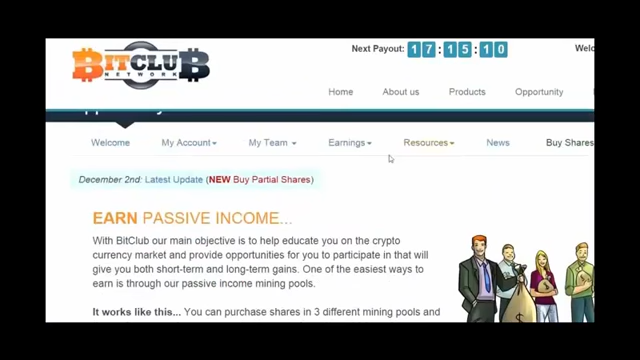 Next Payout: 17:15:10 Welc
BITCLUB
NETWORK
Home About us Products Opportunity
Welcome My Account My Team Earnings Resources News Buy Shares
December 2nd: Latest Update (NEW Buy Partial Shares)
EARN PASSIVE INCOME...
With BitClub our main objective is to help educate you on the crypto
currency market and provide opportunities for you to participate in that will
give you both short-term and long-term gains. One of the easiest ways to
earn is through our passive income mining pools.
It works like this... You can purchase shares in 3 different mining pools and